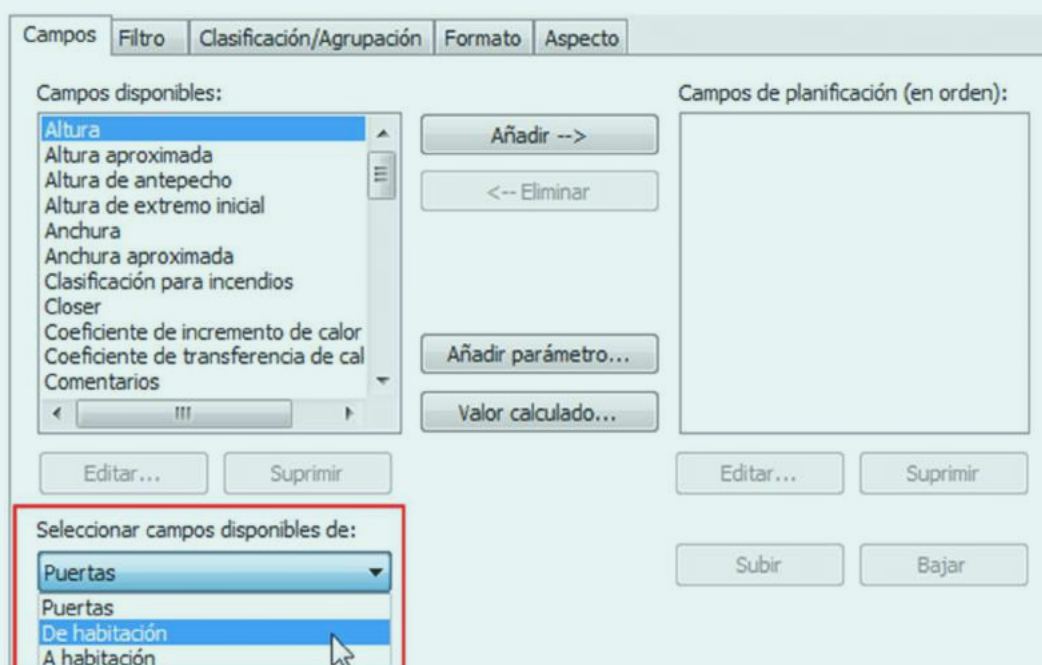 Campos Filtro Clasificación/Agrupación Formato Aspecto
Campos disponibles:
Altura
Altura aproximada
Altura de antepecho
Altura de extremo inicial
Anchura
Anchura aproximada
Clasificación para incendios
Closer
Coeficiente de incremento de calor
Coeficiente de transferencia de cal
Comentarios
Editar... Suprimir
Seleccionar campos disponibles de:
Puertas
Puertas
De habitación
A habitación
Añadir -->
<-- Eliminar
Añadir parámetro...
Valor calculado...
Campos de planificación (en orden):
Editar... Suprimir
Subir Bajar